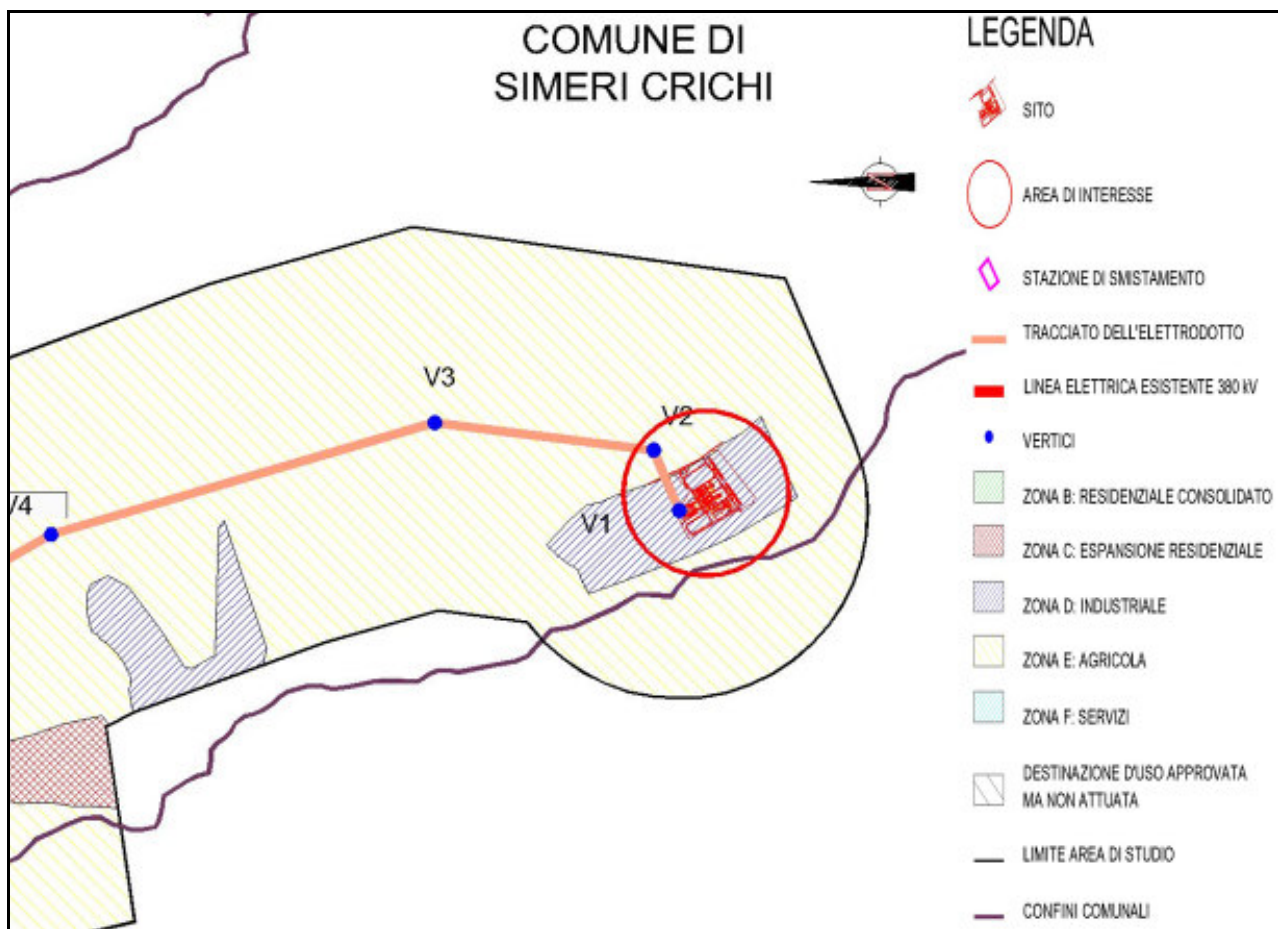 COMUNE DI
SIMERI CRICHI
V3
V2
V1
V4
LEGENDA
SITO
AREA DI INTERESSE
STAZIONE DI SMISTAMENTO
TRACCIATO DELL'ELETTRODOTTO
LINEA ELETTRICA ESISTENTE 380 kV
VERTICI
ZONA B: RESIDENZIALE CONSOLIDATO
ZONA C: ESPANSIONE RESIDENZIALE
ZONA D: INDUSTRIALE
ZONA E: AGRICOLA
ZONA F: SERVIZI
DESTINAZIONE D'USO APPROVATA
MA NON ATTUATA
LIMITE AREA DI STUDIO
CONFINI COMUNALI